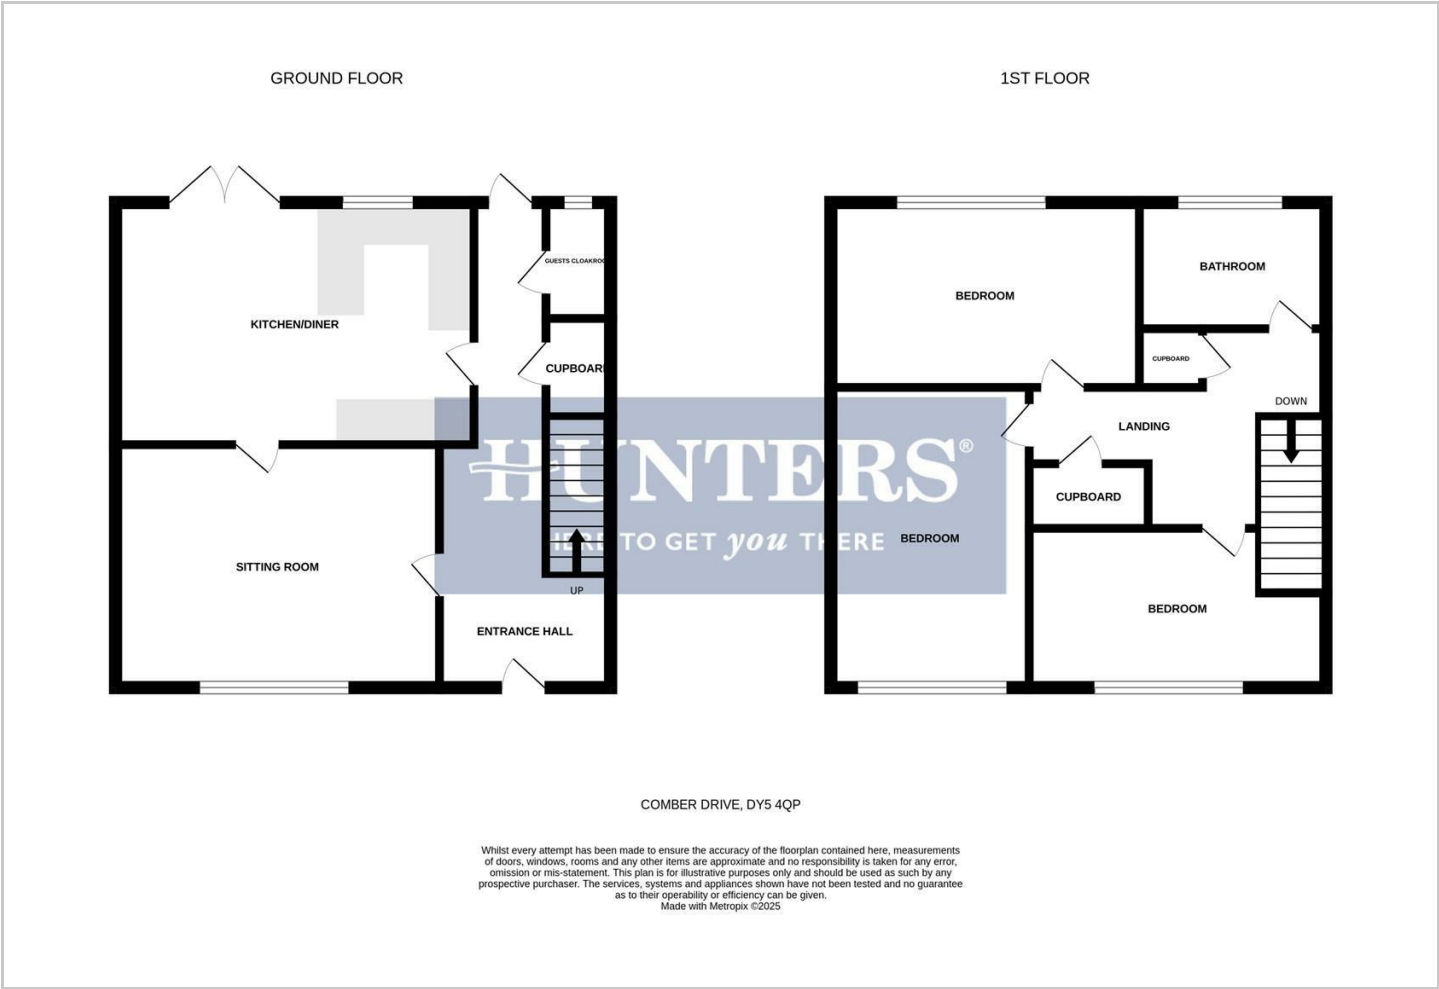 GROUND FLOOR
1ST FLOOR
GUESTS CLOAKROO
KITCHEN/DINER
CUPBOARD
SITTING ROOM
UP
ENTRANCE HALL
BEDROOM
BATHROOM
CUPBOARD
DOWN
LANDING
CUPBOARD
BEDROOM
BEDROOM
HUNTERS®
HERE TO GET you THERE
COMBER DRIVE, DY5 4QP
Whilst every attempt has been made to ensure the accuracy of the floorplan contained here, measurements
of doors, windows, rooms and any other items are approximate and no responsibility is taken for any error,
omission or mis-statement. This plan is for illustrative purposes only and should be used as such by any
prospective purchaser. The services, systems and appliances shown have not been tested and no guarantee
as to their operability or efficiency can be given.
Made with Metropix ©2025